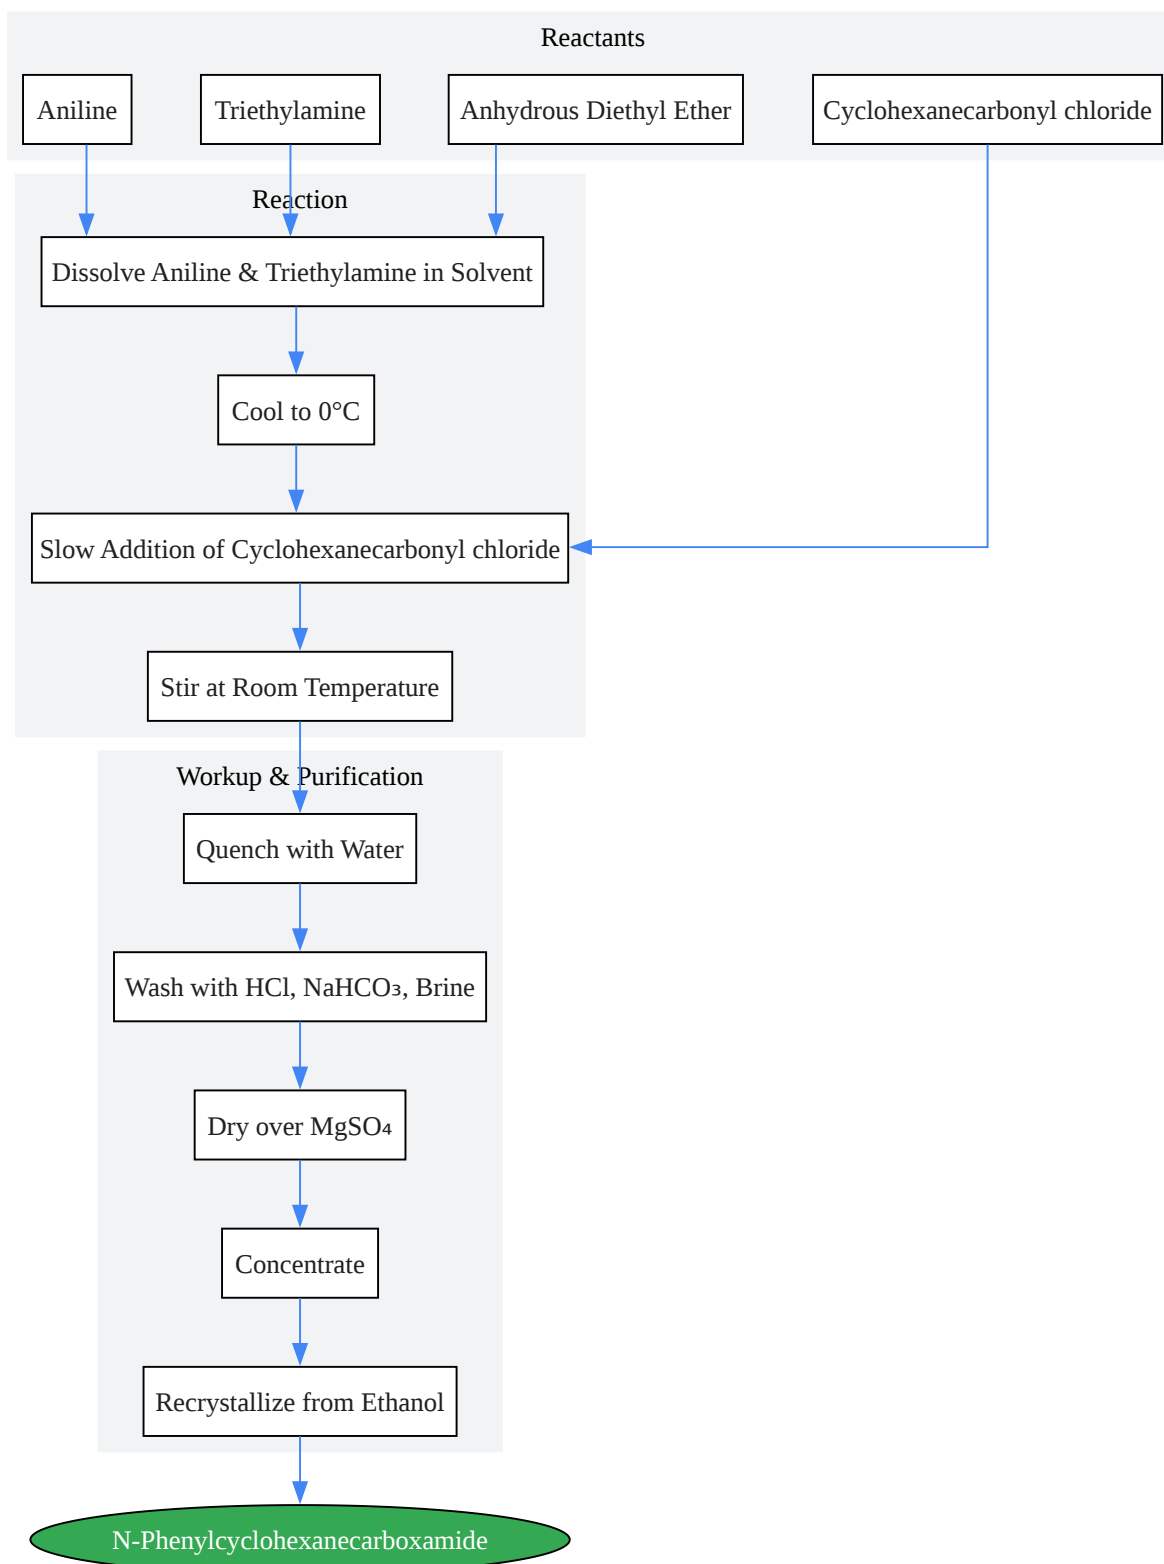 Reactants
Aniline
Triethylamine
Anhydrous Diethyl Ether
Cyclohexanecarbonyl chloride
Reaction
Dissolve Aniline & Triethylamine in Solvent
Cool to 0°C
Slow Addition of Cyclohexanecarbonyl chloride
Stir at Room Temperature
Workup & Purification
Quench with Water
Wash with HCl, NaHCO₃, Brine
Dry over MgSO₄
Concentrate
Recrystallize from Ethanol
N-Phenylcyclohexanecarboxamide